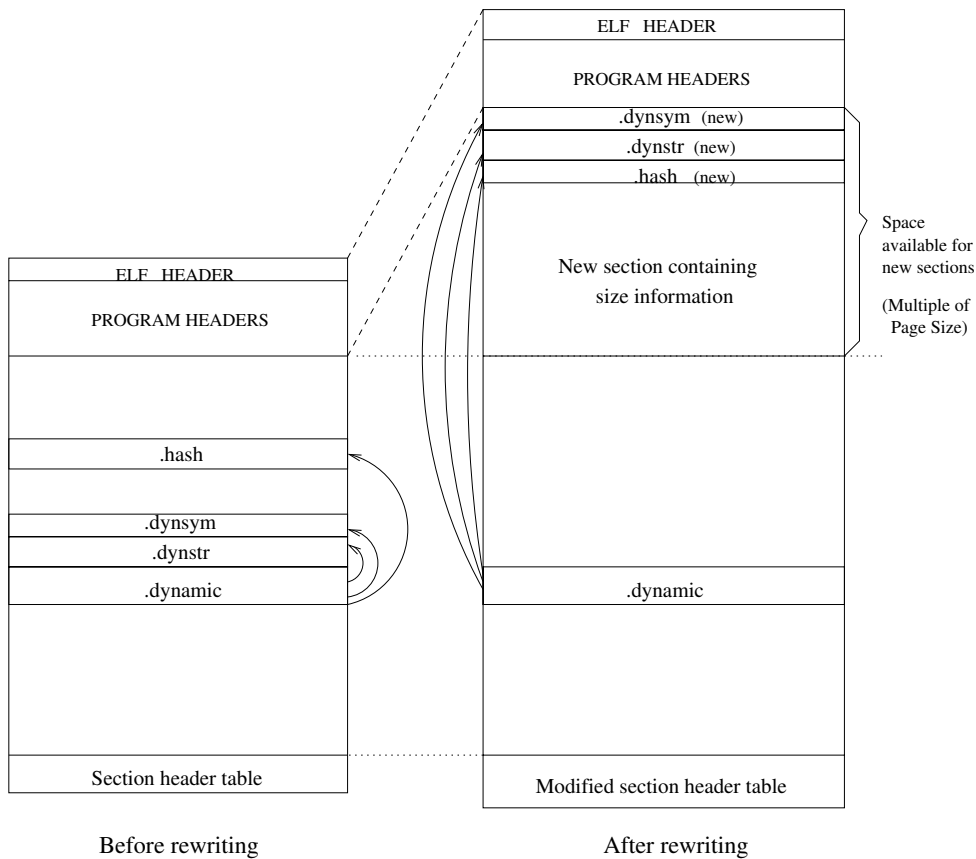 ELF HEADER
PROGRAM HEADERS
.hash
.dynsym
.dynstr
.dynamic
Section header table
Before rewriting
ELF HEADER
PROGRAM HEADERS
.dynsym (new)
.dynstr (new)
.hash (new)
New section containing
size information
.dynamic
Modified section header table
After rewriting
Space
available for
new sections
(Multiple of
Page Size)